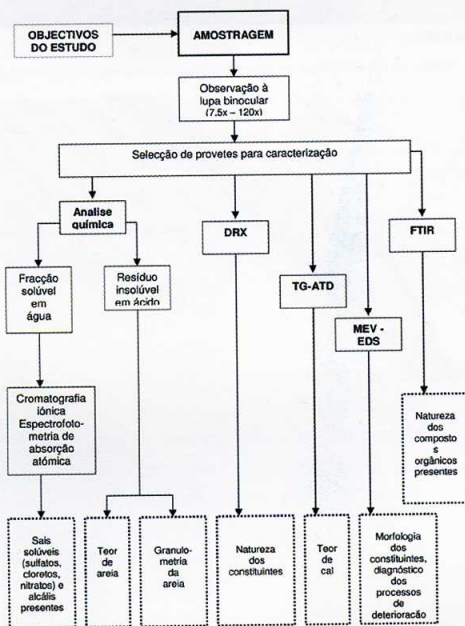 OBJECTIVOS
DO ESTUDO
AMOSTRAGEM
Observação à
lupa binocular
(7.5x – 120x)
Selecção de provetes para caracterização
Analise
química
DRX
FTIR
Fracção
solúvel
em
água
Resíduo
insolúvel
em ácido
TG-ATD
MEV -
EDS
Cromatografia
iónica
Espectrofoto-
metria de
absorção
atómica
Natureza
dos
composto
s
orgânicos
presentes
Sais
solúveis
(sulfatos,
cloretos,
nitratos) e
alcális
presentes
Teor
de
areia
Granulo-
metria
da
areia
Natureza
dos
constituintes
Teor
de
cal
Morfologia
dos
constituintes,
diagnóstico
dos
processos
de
deterioração